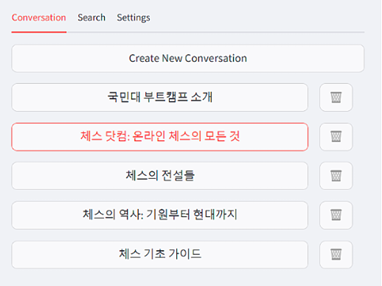 Conversation Search Settings
Create New Conversation
국민대 부트캠프 소개
체스 닷컴: 온라인 체스의 모든 것
체스의 전설들
체스의 역사: 기원부터 현대까지
체스 기초 가이드